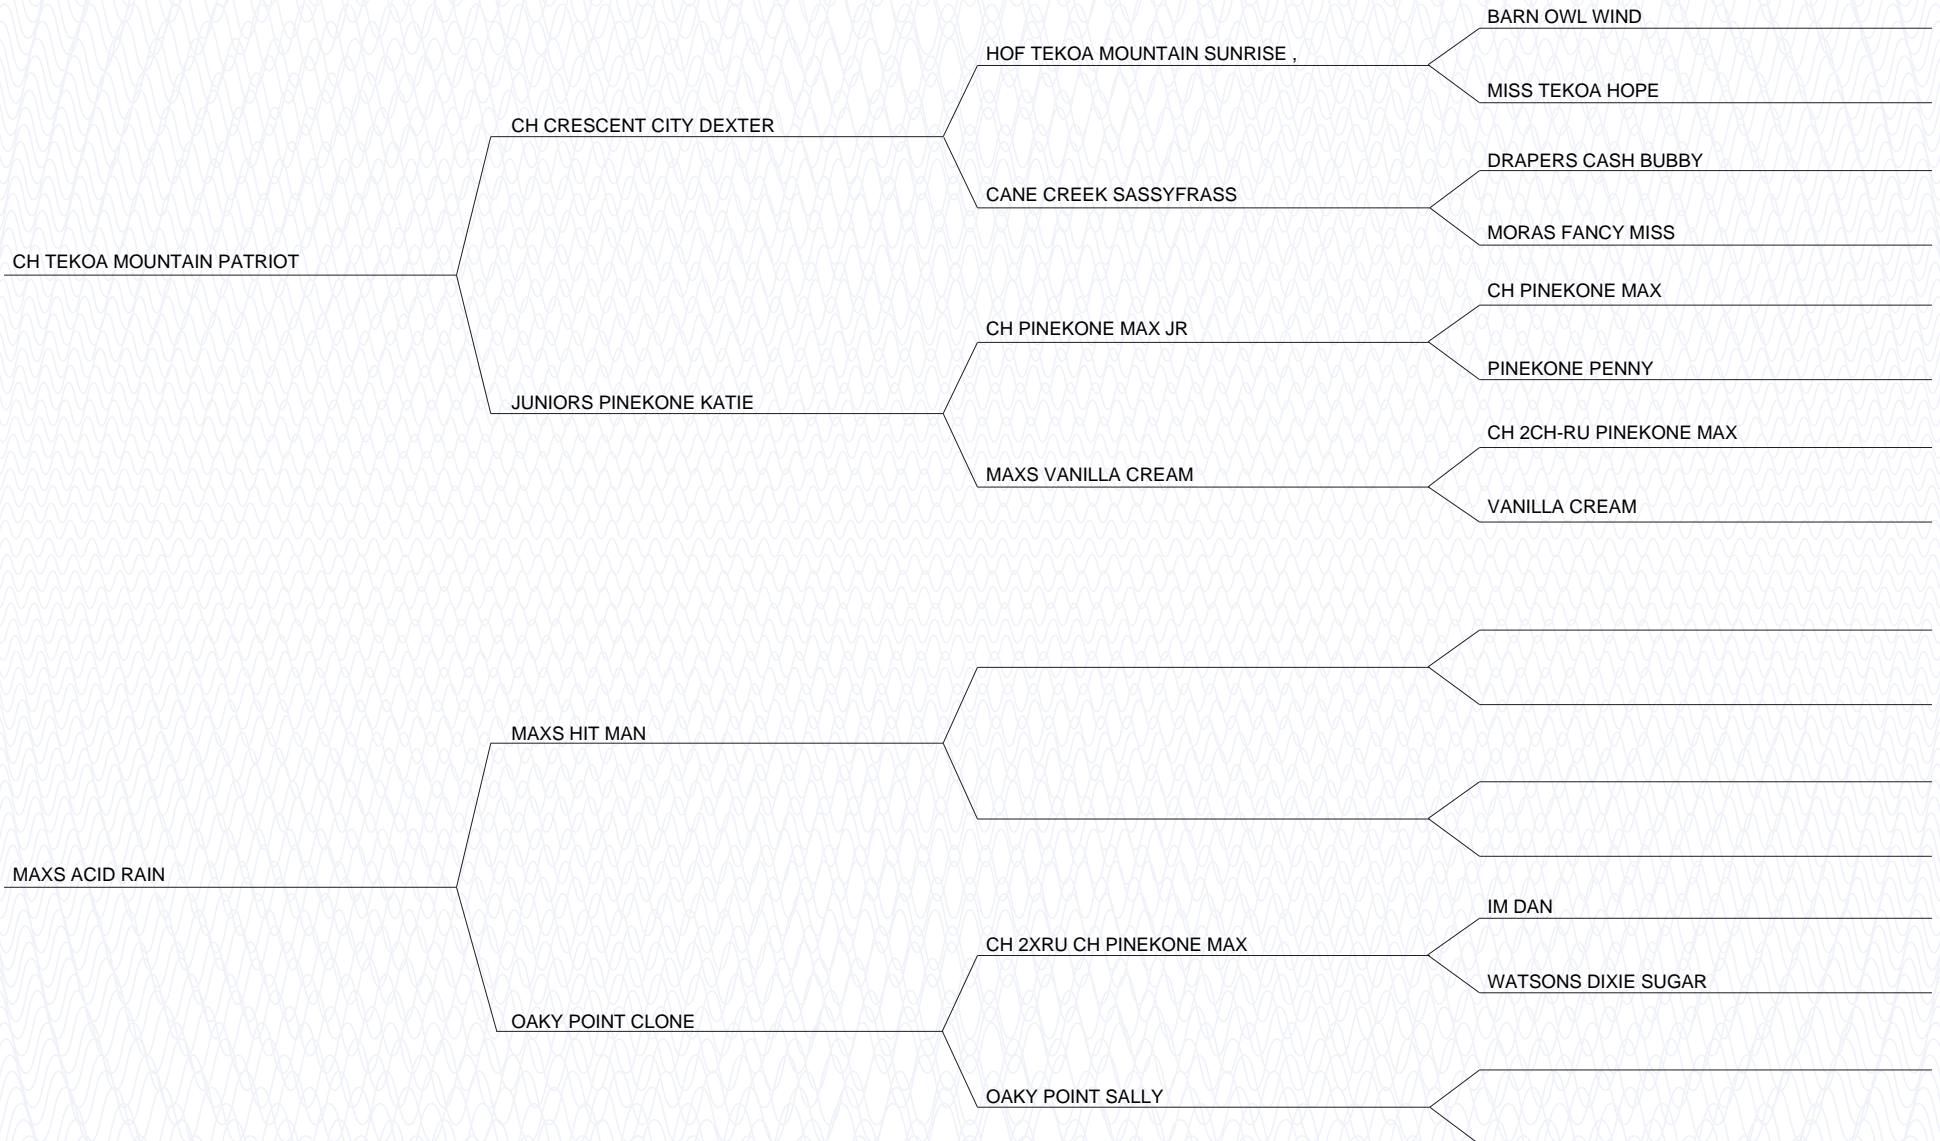 BARN OWL WIND
HOF TEKOA MOUNTAIN SUNRISE ,
MISS TEKOA HOPE
CH CRESCENT CITY DEXTER
DRAPERS CASH BUBBY
CANE CREEK SASSYFRASS
MORAS FANCY MISS
CH TEKOA MOUNTAIN PATRIOT
CH PINEKONE MAX
CH PINEKONE MAX JR
PINEKONE PENNY
JUNIORS PINEKONE KATIE
CH 2CH-RU PINEKONE MAX
MAXS VANILLA CREAM
VANILLA CREAM
MAXS HIT MAN
MAXS ACID RAIN
IM DAN
CH 2XRU CH PINEKONE MAX
WATSONS DIXIE SUGAR
OAKY POINT CLONE
OAKY POINT SALLY